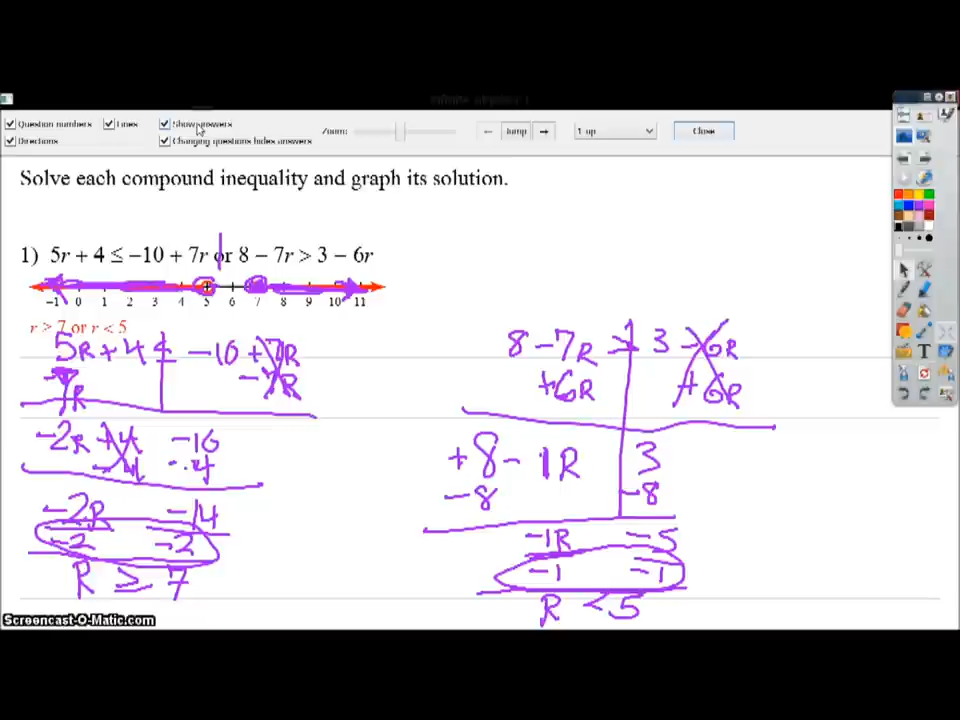 Question numbers Lines Show answers Zoom: Jump 1 up Close
Directions Changing questions hides answers
Solve each compound inequality and graph its solution.
1) 5r + 4 ≤ −10 + 7r or 8 − 7r > 3 − 6r
−1 0 1 2 3 4 5 6 7 8 9 10 11
r ≥ 7 or r < 5
5R + 4 ≤ −10 + 7R
−7R −7R
−2R + 4 −10
−4 −4
−2R −14
−2 −2
R ≥ 7
8 − 7R > 3 − 6R
+6R +6R
+8 − 1R 3
−8 −8
−1R −5
−1 −1
R < 5
Screencast-O-Matic.com